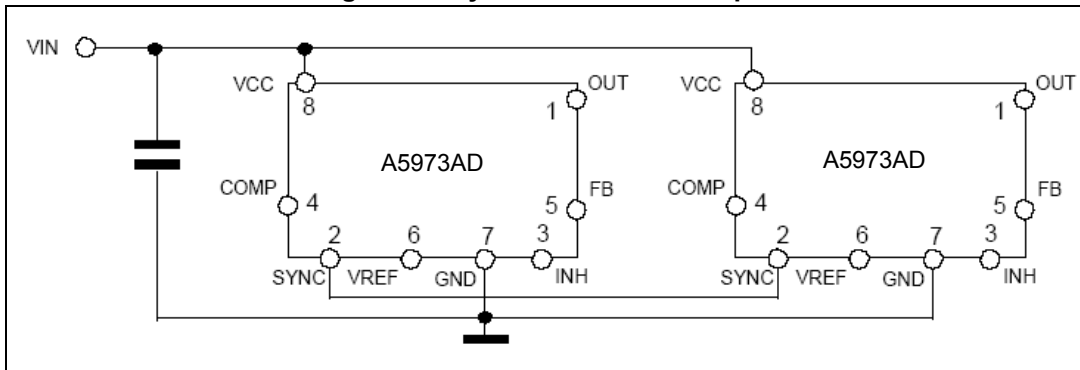 VIN
VCC
8
OUT
1
A5973AD
COMP
4
FB
5
2
6
7
3
SYNC
VREF
GND
INH
VCC
8
OUT
1
A5973AD
COMP
4
FB
5
2
6
7
3
SYNC
VREF
GND
INH